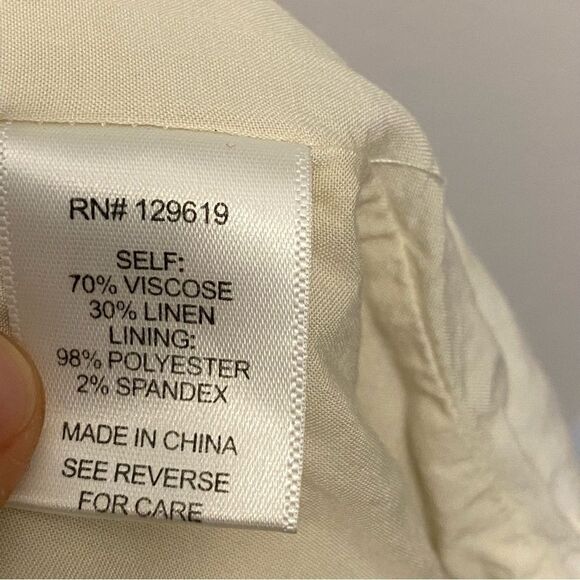 RN# 129619
SELF:
70% VISCOSE
30% LINEN
LINING:
98% POLYESTER
2% SPANDEX
MADE IN CHINA
SEE REVERSE
FOR CARE